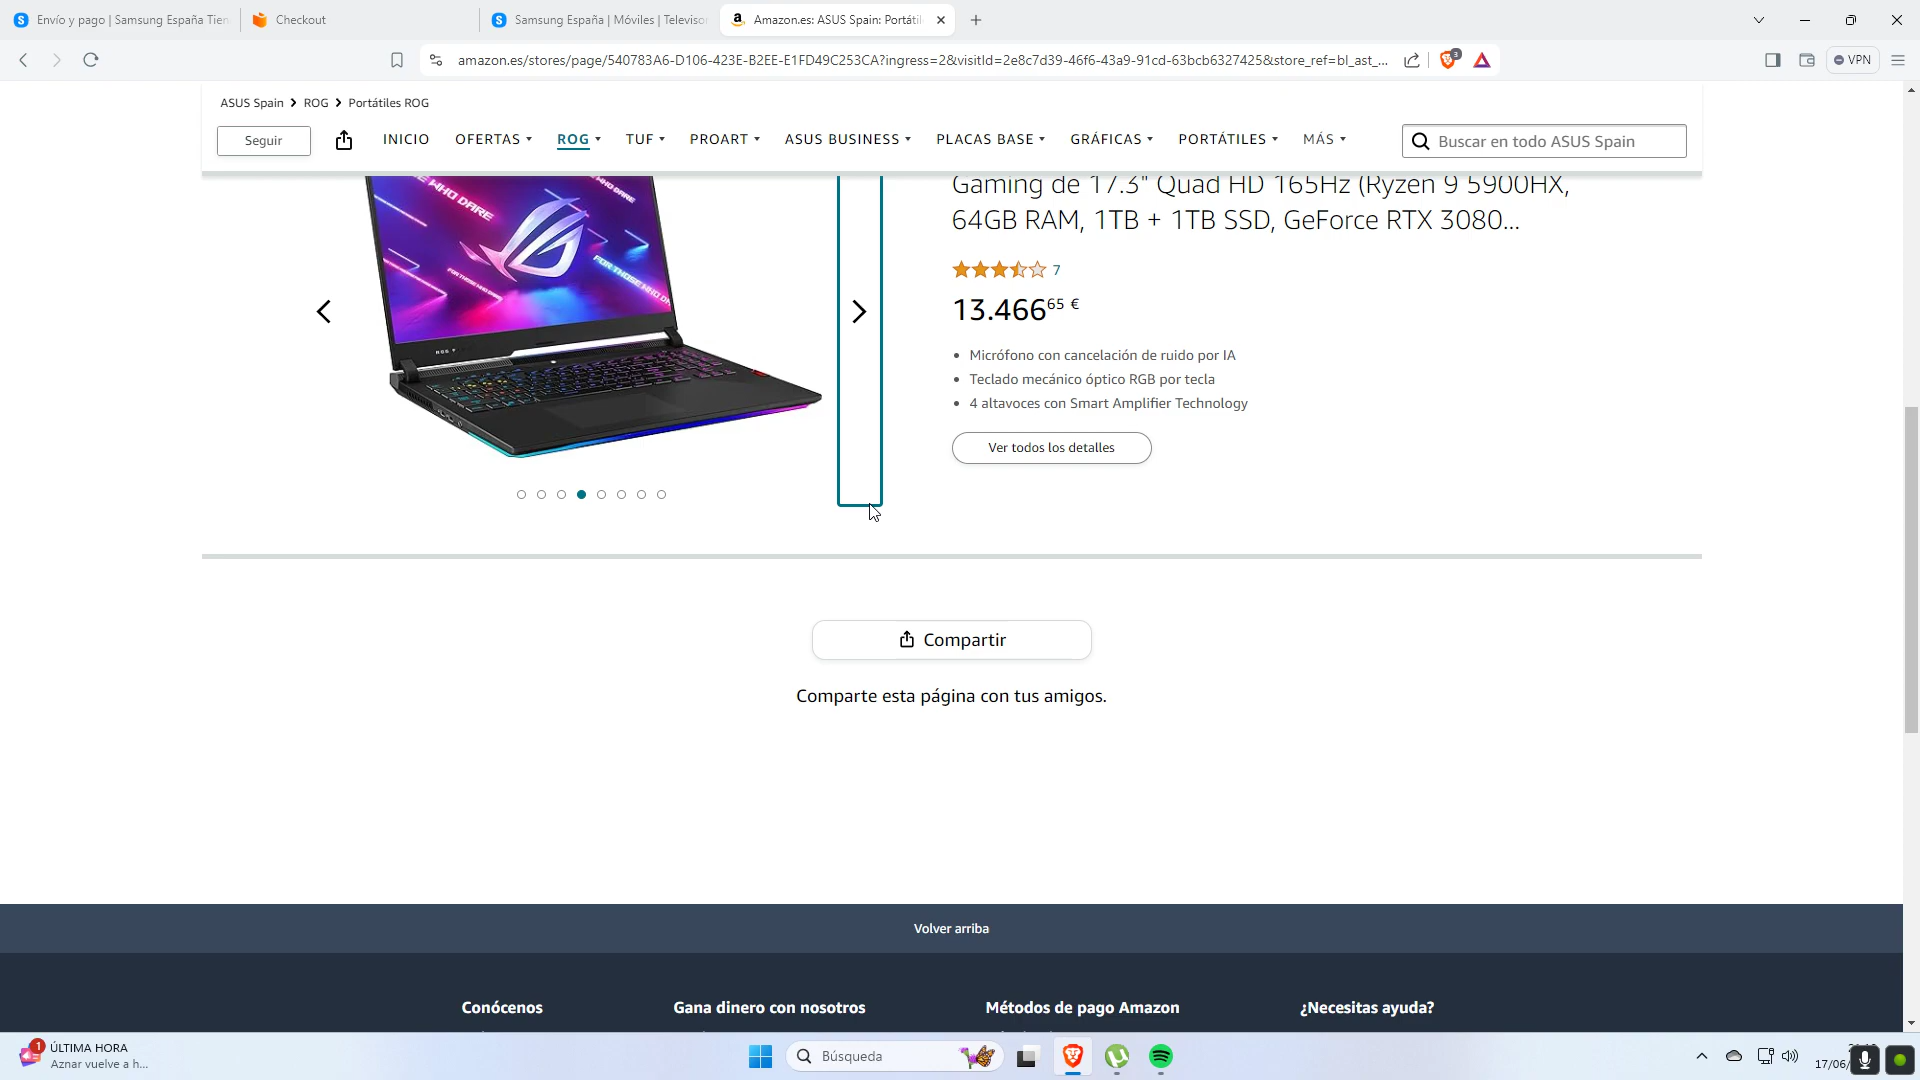 Envío y pago | Samsung España Tien
Checkout
Samsung España | Móviles | Televisor
Amazon.es: ASUS Spain: Portátil
amazon.es/stores/page/540783A6-D106-423E-B2EE-E1FD49C253CA?ingress=2&visitId=2e8c7d39-46f6-43a9-91cd-63bcb6327425&store_ref=bl_ast_...
3
VPN
ASUS Spain > ROG > Portátiles ROG
Seguir
INICIO OFERTAS ROG TUF PROART ASUS BUSINESS PLACAS BASE GRÁFICAS PORTÁTILES MÁS
Buscar en todo ASUS Spain
Gaming de 17.3" Quad HD 165Hz (Ryzen 9 5900HX,
64GB RAM, 1TB + 1TB SSD, GeForce RTX 3080...
7
13.466⁶⁵ €
• Micrófono con cancelación de ruido por IA
• Teclado mecánico óptico RGB por tecla
• 4 altavoces con Smart Amplifier Technology
Ver todos los detalles
Compartir
Comparte esta página con tus amigos.
Volver arriba
Conócenos
Gana dinero con nosotros
Métodos de pago Amazon
¿Necesitas ayuda?
1
ÚLTIMA HORA
Aznar vuelve a h...
Búsqueda
17/06/